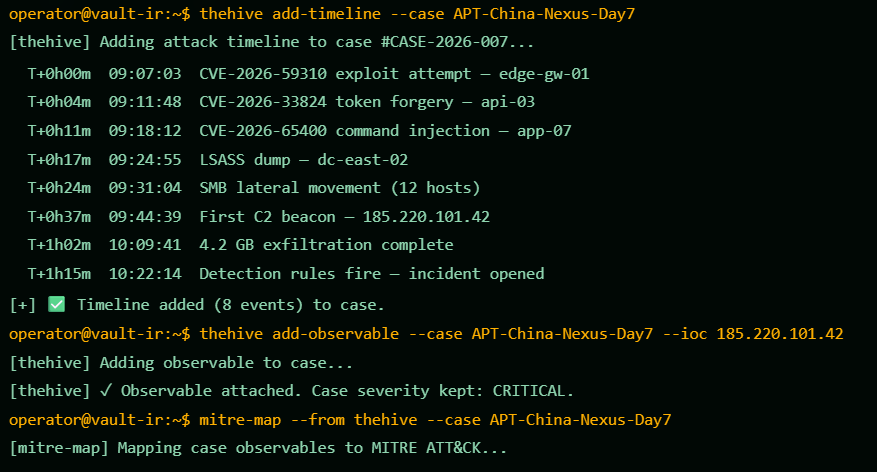 operator@vault-ir:~$ thehive add-timeline --case APT-China-Nexus-Day7
[thehive] Adding attack timeline to case #CASE-2026-007...
T+0h00m  09:07:03  CVE-2026-59310 exploit attempt — edge-gw-01
T+0h04m  09:11:48  CVE-2026-33824 token forgery — api-03
T+0h11m  09:18:12  CVE-2026-65400 command injection — app-07
T+0h17m  09:24:55  LSASS dump — dc-east-02
T+0h24m  09:31:04  SMB lateral movement (12 hosts)
T+0h37m  09:44:39  First C2 beacon — 185.220.101.42
T+1h02m  10:09:41  4.2 GB exfiltration complete
T+1h15m  10:22:14  Detection rules fire — incident opened
[+] ✅ Timeline added (8 events) to case.
operator@vault-ir:~$ thehive add-observable --case APT-China-Nexus-Day7 --ioc 185.220.101.42
[thehive] Adding observable to case...
[thehive] ✓ Observable attached. Case severity kept: CRITICAL.
operator@vault-ir:~$ mitre-map --from thehive --case APT-China-Nexus-Day7
[mitre-map] Mapping case observables to MITRE ATT&CK...